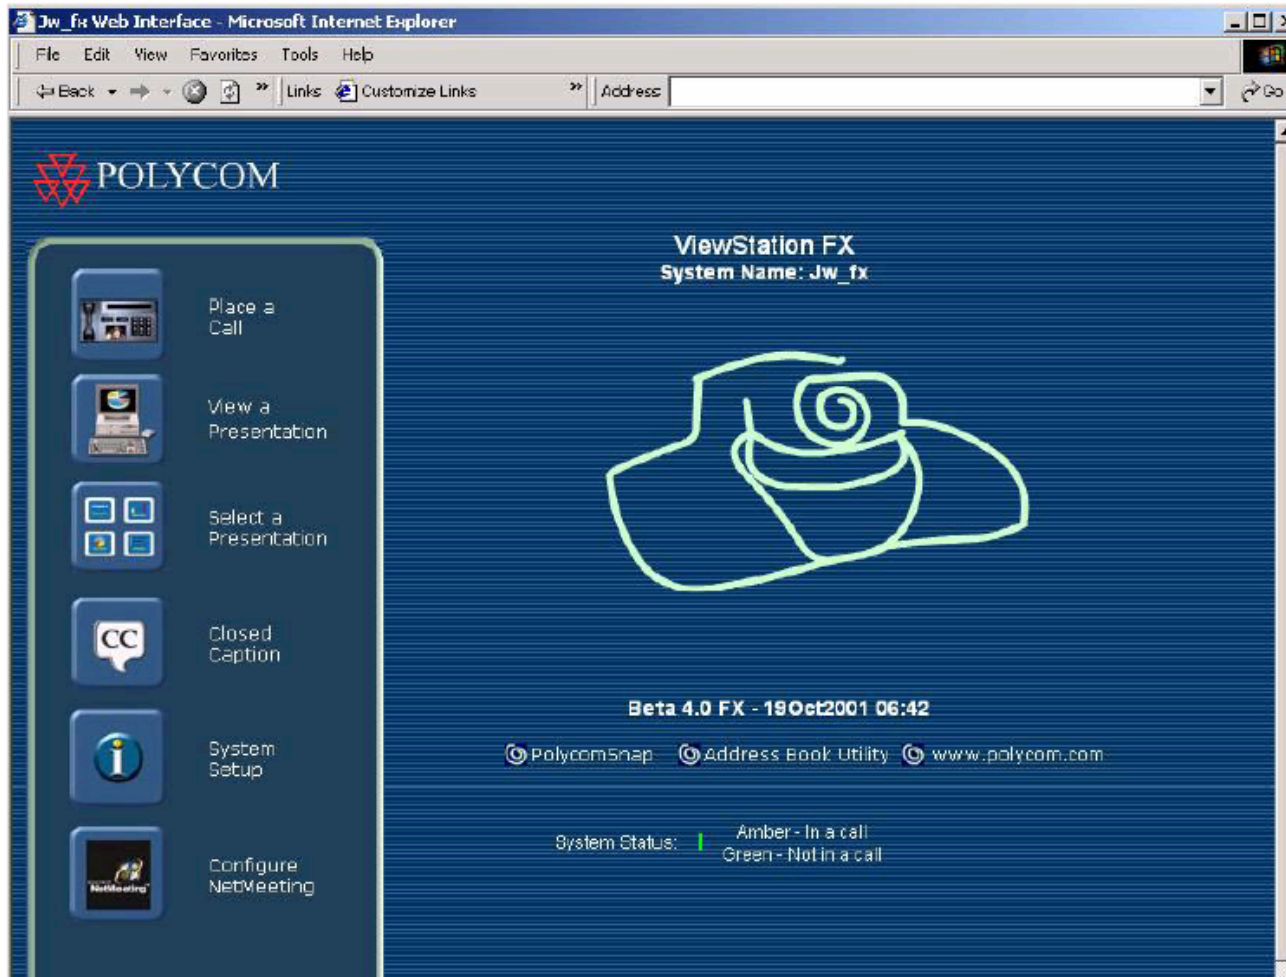 Jw_fx Web Interface - Microsoft Internet Explorer
File Edit View Favorites Tools Help
Back » Links Customize Links » Address Go
POLYCOM
ViewStation FX
System Name: Jw_fx
Place a
Call
View a
Presentation
Select a
Presentation
CC
Closed
Caption
System
Setup
NetMeeting
Configure
NetMeeting
Beta 4.0 FX - 19Oct2001 06:42
PolycomSnap Address Book Utility www.polycom.com
System Status: Amber - In a call
Green - Not in a call